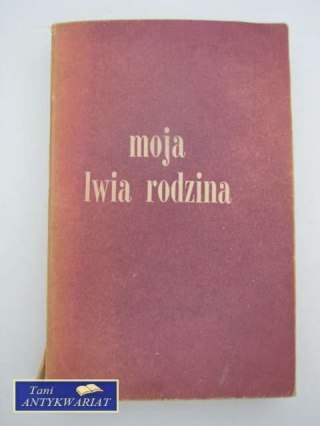 moja
lwia rodzina
Tani
ANTYKWARIAT